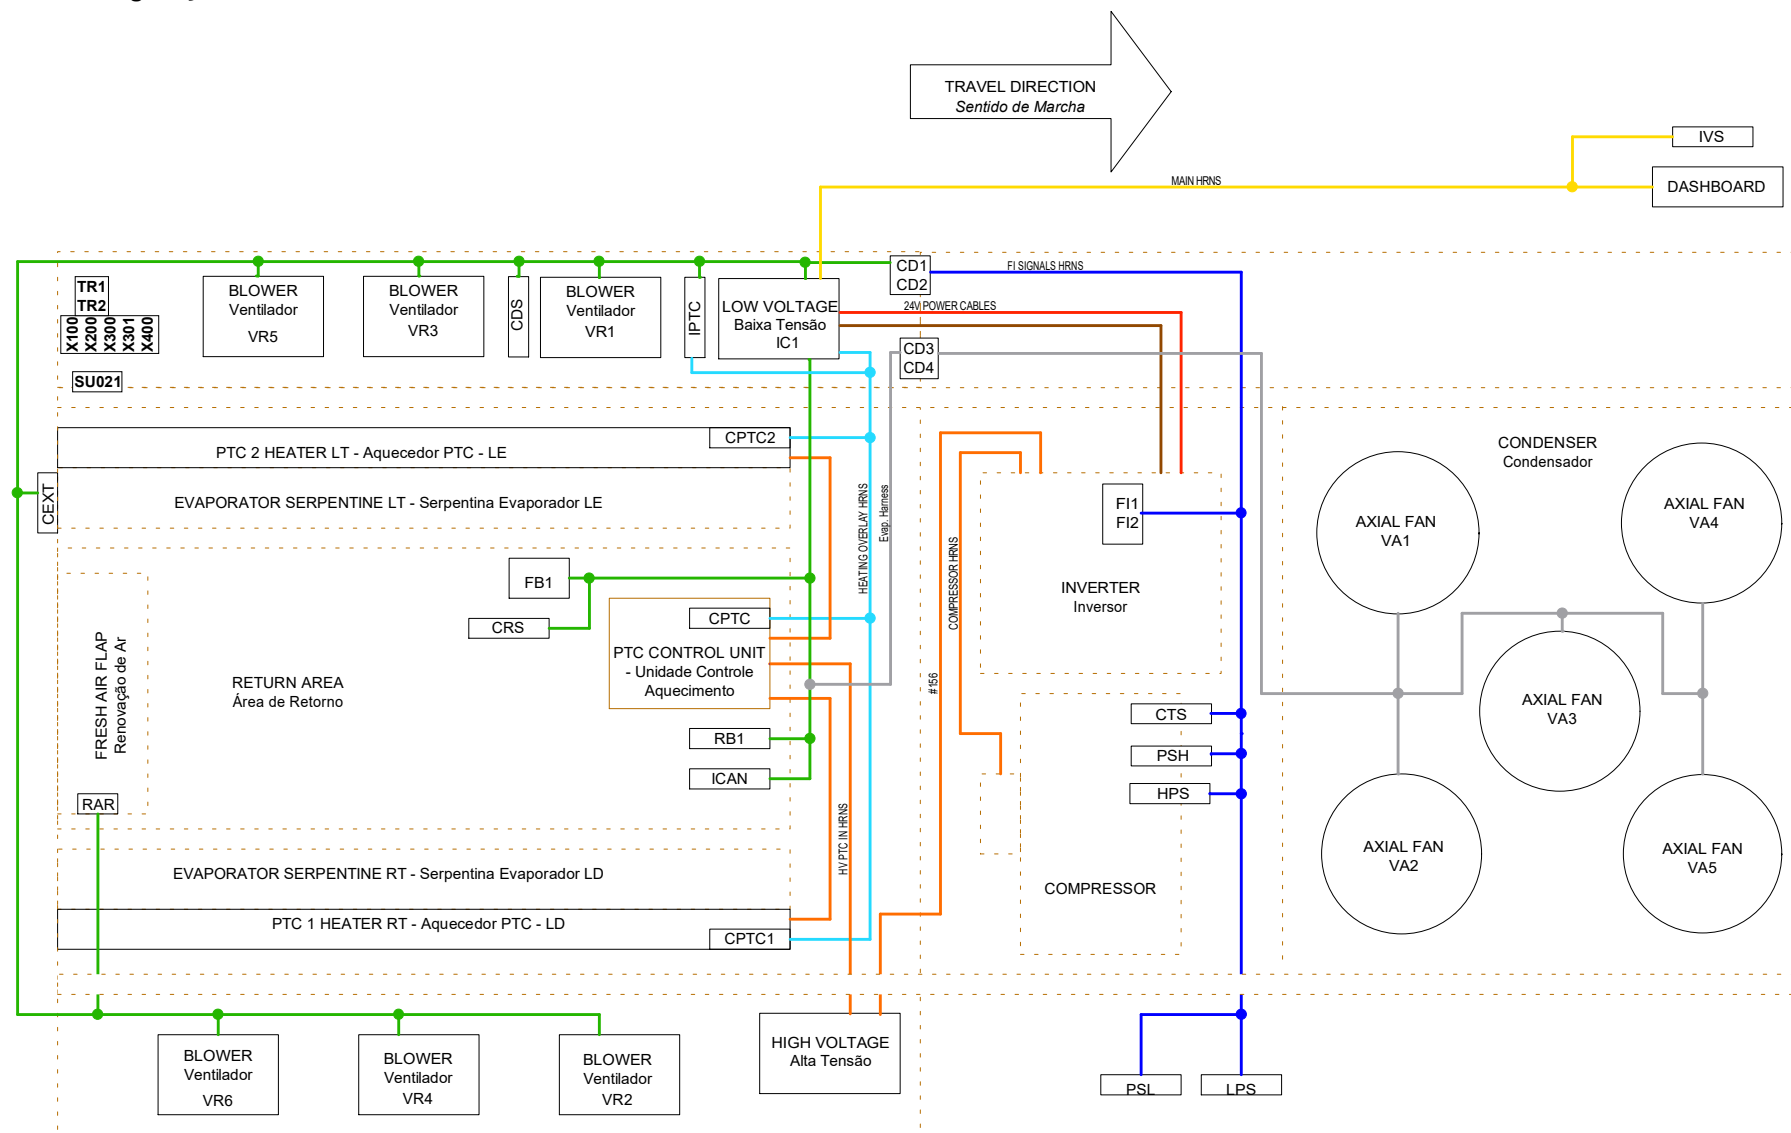 TRAVEL DIRECTION
Sentido de Marcha
IVS
MAIN HRNS
DASHBOARD
TR1
TR2
X100
X200
X300
X301
X400
SU021
BLOWER
Ventilador
VR5
BLOWER
Ventilador
VR3
CDS
BLOWER
Ventilador
VR1
IPTC
LOW VOLTAGE
Baixa Tensão
IC1
CD1
CD2
FI SIGNALS HRNS
24V POWER CABLES
CD3
CD4
CPTC2
PTC 2 HEATER LT - Aquecedor PTC - LE
CEXT
EVAPORATOR SERPENTINE LT - Serpentina Evaporador LE
HEATING OVERLAY HRNS
Evap. Harness
COMPRESSOR HRNS
FI1
FI2
INVERTER
Inversor
CONDENSER
Condensador
AXIAL FAN
VA1
AXIAL FAN
VA4
FB1
CRS
CPTC
PTC CONTROL UNIT
- Unidade Controle
Aquecimento
FRESH AIR FLAP
Renovação de Ar
RETURN AREA
Área de Retorno
#156
RB1
ICAN
RAR
CTS
PSH
HPS
AXIAL FAN
VA3
HV PTC IN HRNS
EVAPORATOR SERPENTINE RT - Serpentina Evaporador LD
COMPRESSOR
AXIAL FAN
VA2
AXIAL FAN
VA5
PTC 1 HEATER RT - Aquecedor PTC - LD
CPTC1
BLOWER
Ventilador
VR6
BLOWER
Ventilador
VR4
BLOWER
Ventilador
VR2
HIGH VOLTAGE
Alta Tensão
PSL
LPS